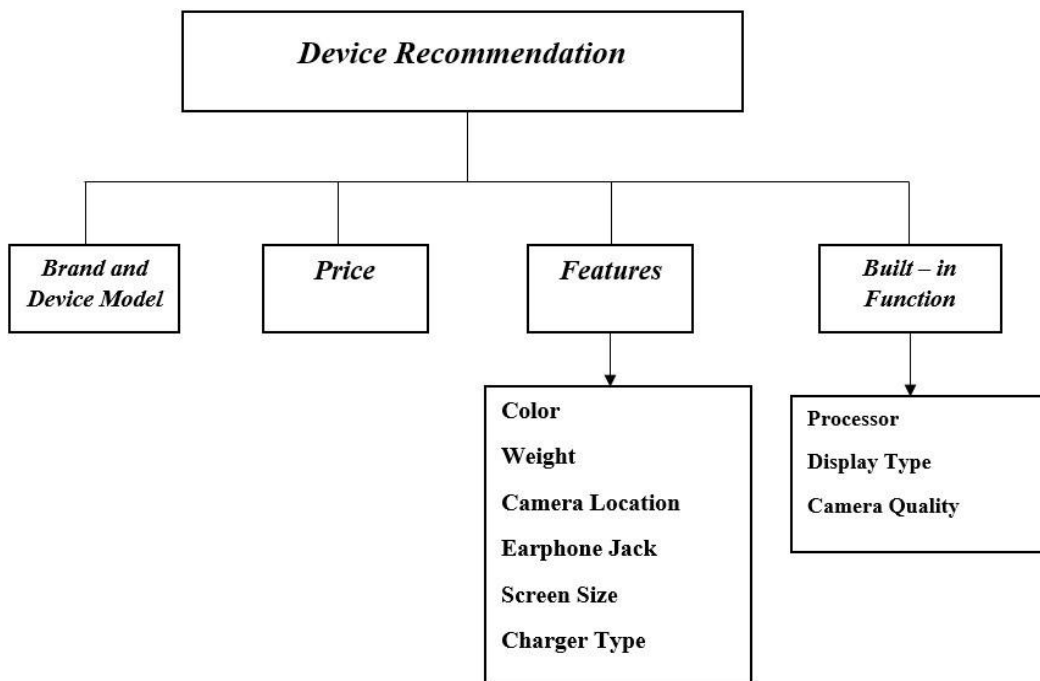 Device Recommendation
Brand and
Device Model
Price
Features
Built – in
Function
Color
Weight
Camera Location
Earphone Jack
Screen Size
Charger Type
Processor
Display Type
Camera Quality